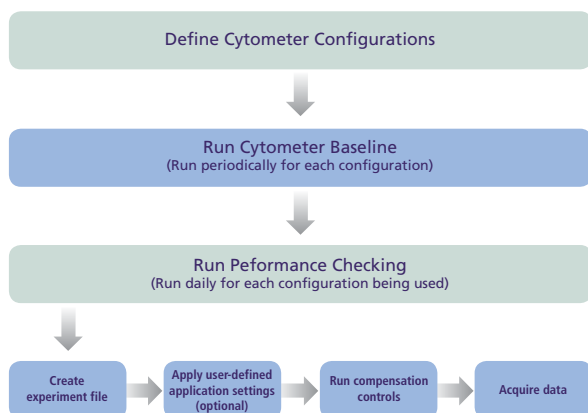 Define Cytometer Configurations
Run Cytometer Baseline
(Run periodically for each configuration)
Run Peformance Checking
(Run daily for each configuration being used)
Create
experiment file
Apply user-defined
application settings
(optional)
Run compensation
controls
Acquire data